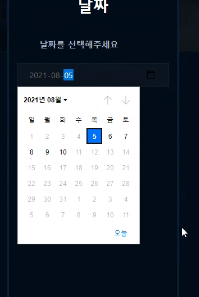 날짜
날짜를 선택해주세요
2021-08-05
2021년 08월
일 월 화 수 목 금 토
1 2 3 4 5 6 7
8 9 10 11 12 13 14
15 16 17 18 19 20 21
22 23 24 25 26 27 28
29 30 31 1 2 3 4
5 6 7 8 9 10 11
오늘